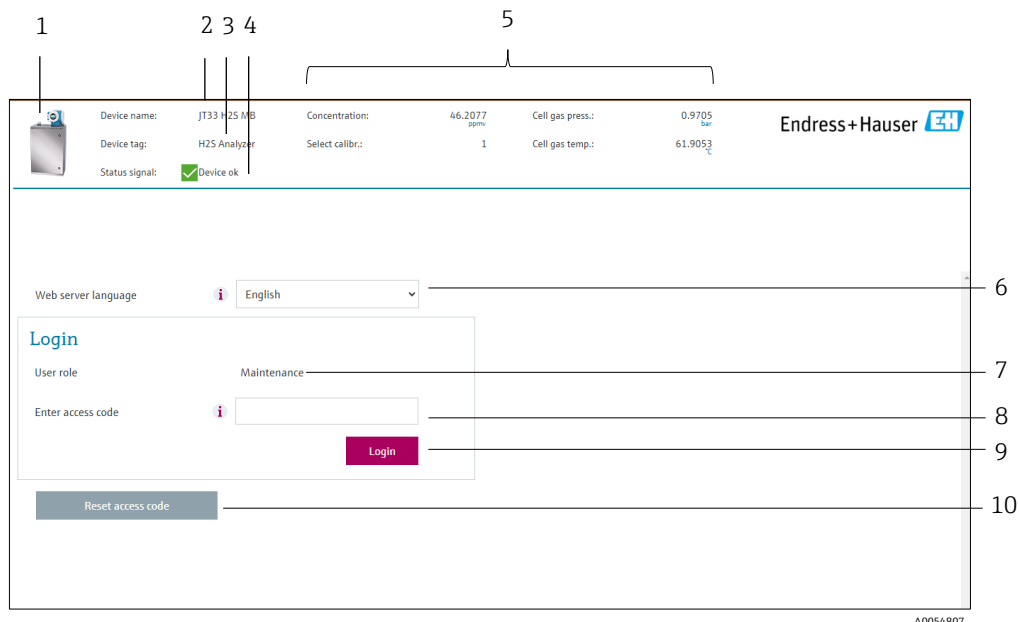 1 2 3 4 5
Device name: JT33 H2S MB Concentration: 46.2077 ppmv Cell gas press.: 0.9705 bar
Endress+Hauser EH
Device tag: H2S Analyzer Select calibr.: 1 Cell gas temp.: 61.9053 °C
Status signal: Device ok
Web server language i English 6
Login
User role Maintenance 7
Enter access code i 8
Login 9
Reset access code 10
A0054807